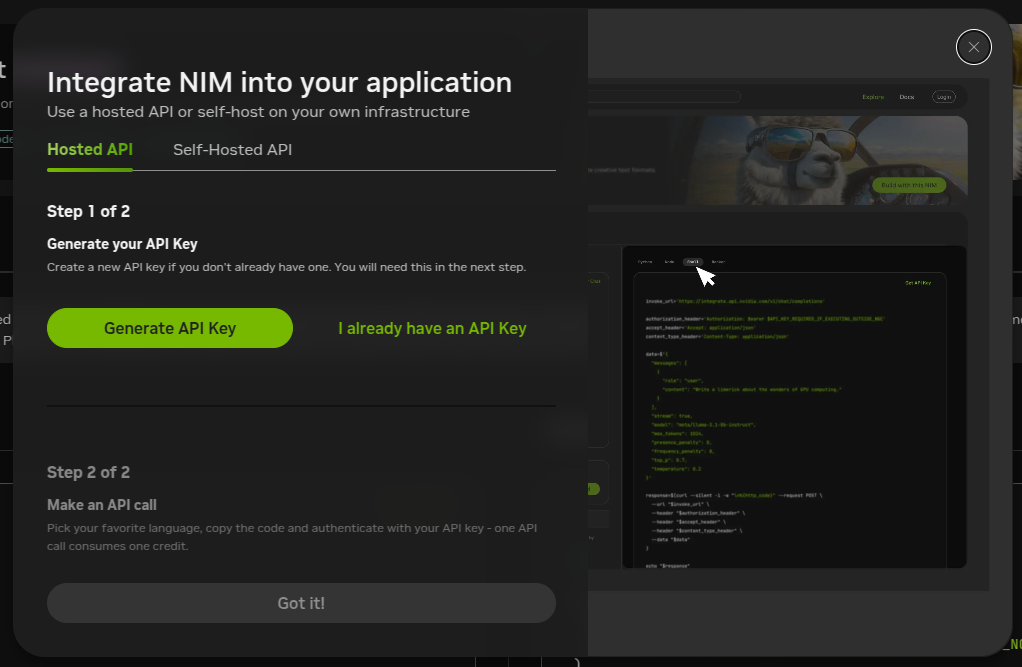 Integrate NIM into your application
Use a hosted API or self-host on your own infrastructure
Hosted API
Self-Hosted API
Step 1 of 2
Generate your API Key
Create a new API key if you don't already have one. You will need this in the next step.
Generate API Key
I already have an API Key
Step 2 of 2
Make an API call
Pick your favorite language, copy the code and authenticate with your API key - one API
call consumes one credit.
Got it!
Explore
Docs
Login
Build with this NIM
Python
Node
Shell
Get API Key
invoke_url='https://integrate.api.nvidia.com/v1/chat/completions'
authorization_header='Authorization: Bearer $API_KEY_REQUIRED_IF_EXECUTING_OUTSIDE_NGC'
accept_header='Accept: application/json'
content_type_header='Content-Type: application/json'
data=$'{
"messages": [
{
"role": "user",
"content": "Write a limerick about the wonders of GPU computing."
}
],
"stream": true,
"model": "meta/llama-3.1-8b-instruct",
"max_tokens": 1024,
"presence_penalty": 0,
"frequency_penalty": 0,
"top_p": 0.7,
"temperature": 0.2
}'
response=$(curl --silent -i -w "\n%{http_code}" --request POST \
--url "$invoke_url" \
--header "$authorization_header" \
--header "$accept_header" \
--header "$content_type_header" \
--data "$data"
)
echo "$response"